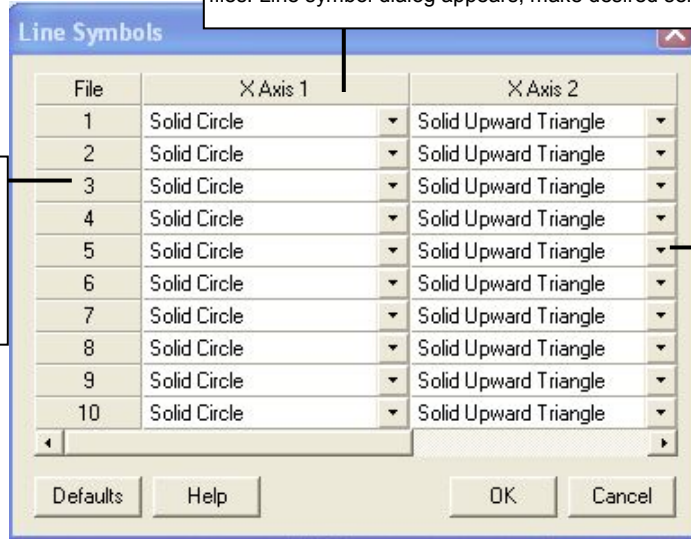 files. Line symbol dialog appears; make desired
Line Symbols
File X Axis 1 X Axis 2
1 Solid Circle Solid Upward Triangle
2 Solid Circle Solid Upward Triangle
3 Solid Circle Solid Upward Triangle
4 Solid Circle Solid Upward Triangle
5 Solid Circle Solid Upward Triangle
6 Solid Circle Solid Upward Triangle
7 Solid Circle Solid Upward Triangle
8 Solid Circle Solid Upward Triangle
9 Solid Circle Solid Upward Triangle
10 Solid Circle Solid Upward Triangle
Defaults Help OK Cancel